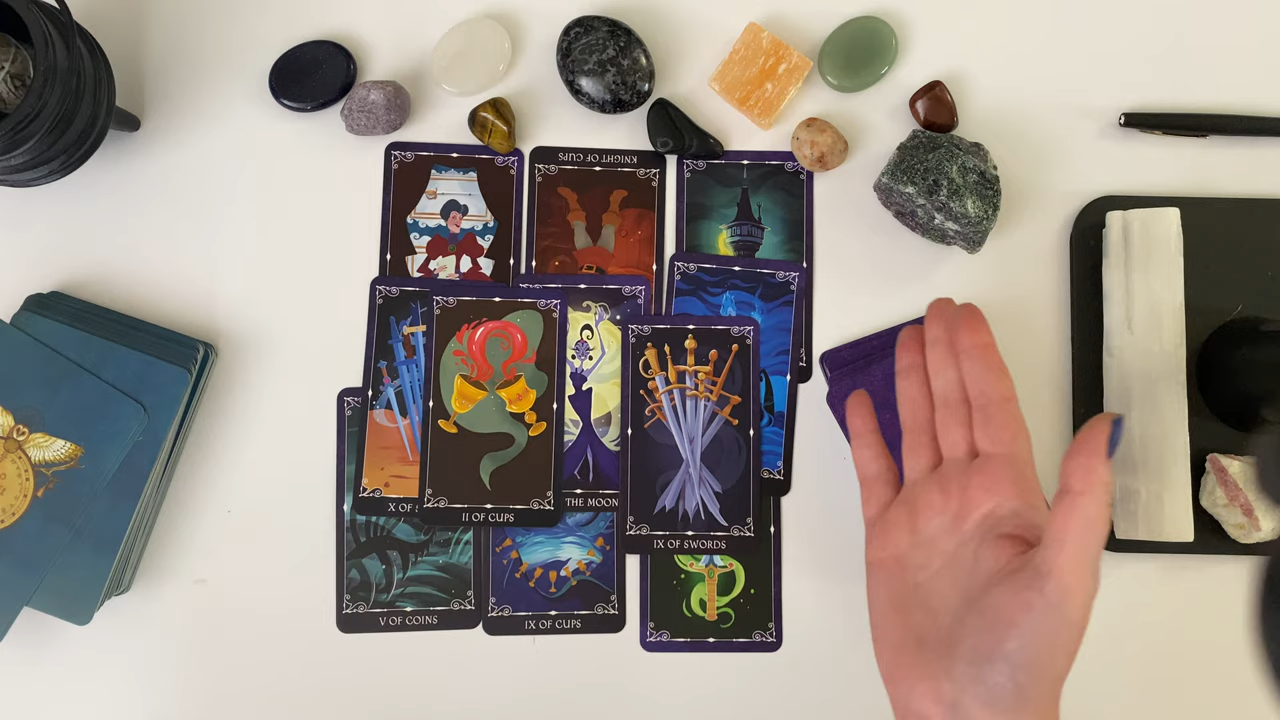 KNIGHT OF CUPS
X OF S
II OF CUPS
THE MOON
IX OF SWORDS
V OF COINS
IX OF CUPS